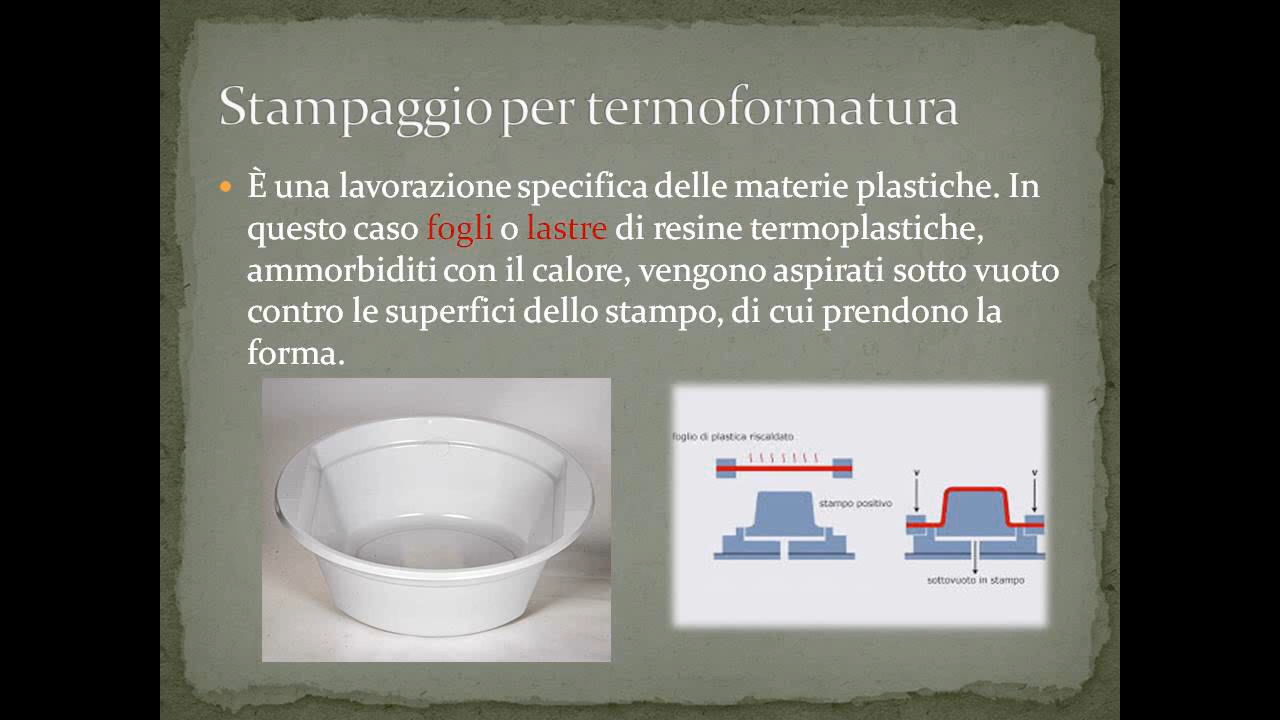 Stampaggio per termoformatura
• È una lavorazione specifica delle materie plastiche. In
questo caso fogli o lastre di resine termoplastiche,
ammorbiditi con il calore, vengono aspirati sotto vuoto
contro le superfici dello stampo, di cui prendono la
forma.
foglio di plastica riscaldato
stampo positivo
v v
sottovuoto in stampo